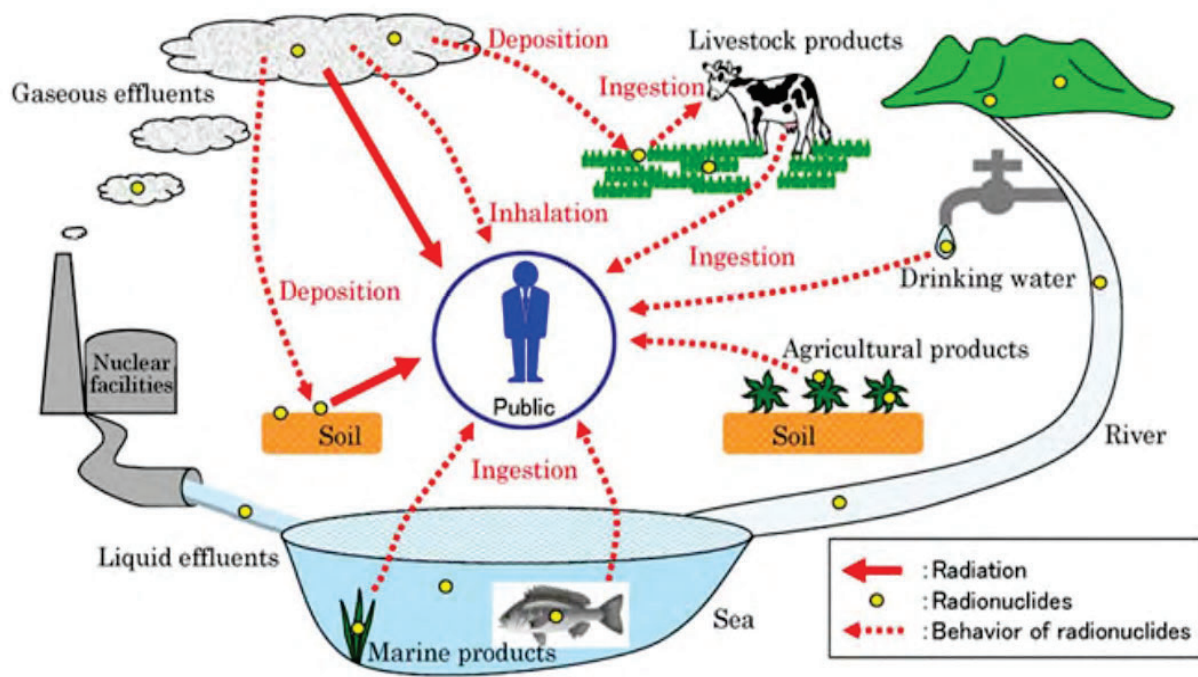 Deposition
Livestock products
Ingestion
Gaseous effluents
Inhalation
Ingestion
Drinking water
Deposition
Agricultural products
Nuclear
facilities
Public
Soil
Soil
River
Ingestion
Liquid effluents
Sea
Marine products
: Radiation
: Radionuclides
: Behavior of radionuclides